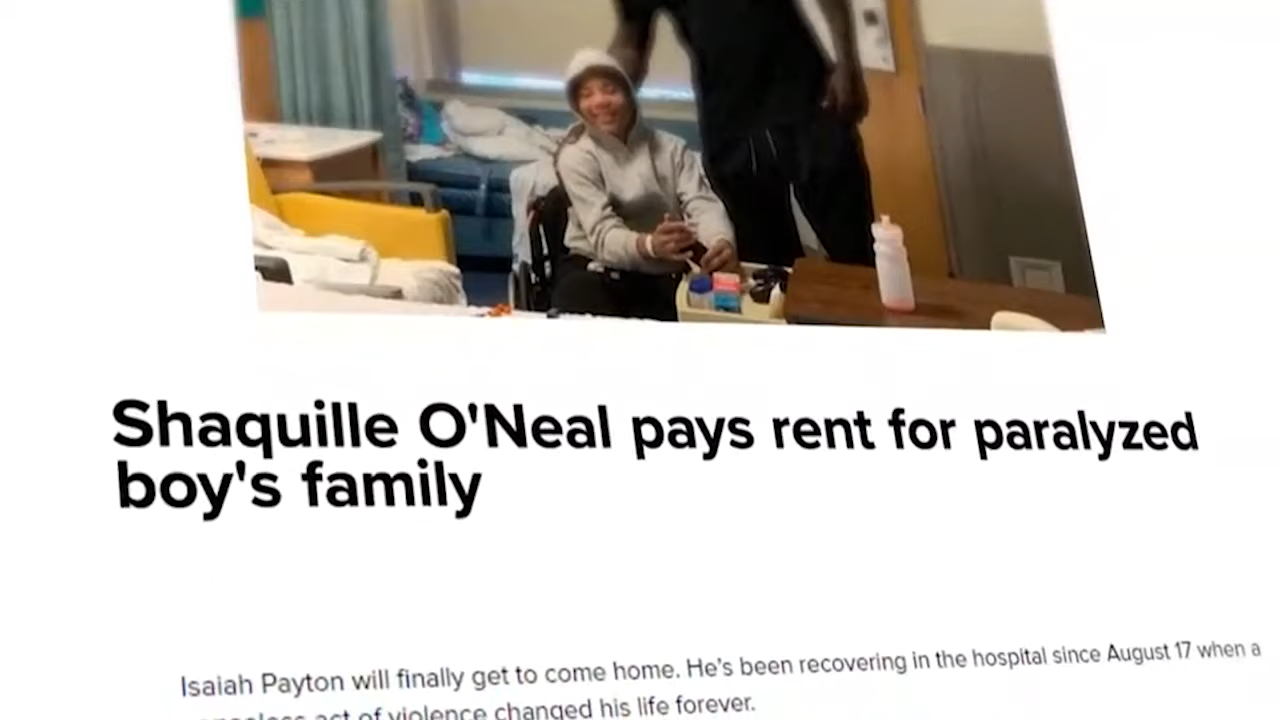 Shaquille O'Neal pays rent for paralyzed
boy's family
Isaiah Payton will finally get to come home. He's been recovering in the hospital since August 17 when a
act of violence changed his life forever.